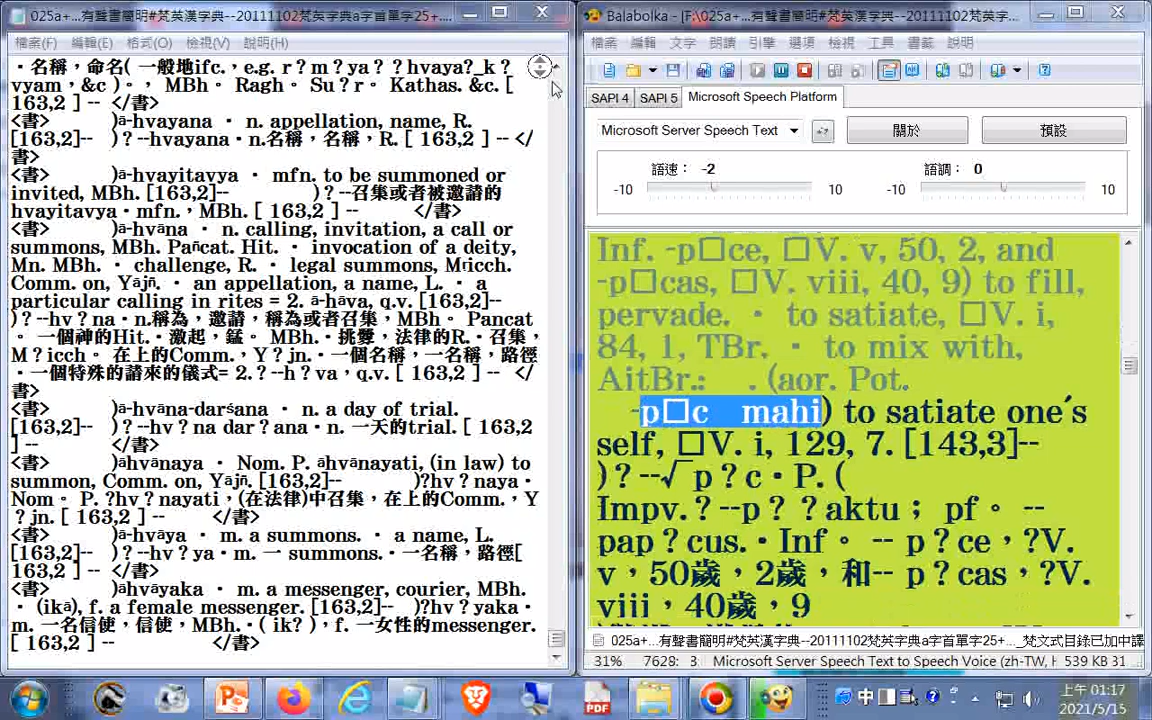 025a+...有聲書簡明#梵英漢字典--20111102梵英字典a字首單字25+...
檔案(F) 編輯(E) 格式(O) 檢視(V) 說明(H)
‧名稱，命名( 一般地ifc.，e.g. r？m？ya？？hvaya?_k？
vyam，&c )。， MBh。Ragh。Su？r。Kathas. &c. [
163,2 ] -- </書>
<書> )ā-hvayana ‧ n. appellation, name, R.
[163,2]-- )？--hvayana‧n.名稱，名稱，R. [ 163,2 ] -- </
書>
<書> )ā-hvayitavya ‧ mfn. to be summoned or
invited, MBh. [163,2]-- )？--召集或者被邀請的
hvayitavya‧mfn.，MBh. [ 163,2 ] -- </書>
<書> )ā-hvāna ‧ n. calling, invitation, a call or
summons, MBh. Pañcat. Hit. ‧ invocation of a deity,
Mn. MBh. ‧ challenge, R. ‧ legal summons, Mṛicch.
Comm. on, Yājñ. ‧ an appellation, a name, L. ‧ a
particular calling in rites = 2. ā-hāva, q.v. [163,2]--
)？--hv？na‧n.稱為，邀請，稱為或者召集，MBh。Pancat
。一個神的Hit.‧激起，錳。 MBh.‧挑釁，法律的R.‧召集，
M？icch。 在上的Comm.，Y？jn.‧一個名稱，一名稱，路徑
‧一個特殊的請來的儀式= 2.？--h？va，q.v. [ 163,2 ] -- </
書>
<書> )ā-hvāna-darśana ‧ n. a day of trial.
[163,2]-- )？--hv？na dar？ana‧n. 一天的trial. [ 163,2
] -- </書>
<書> )āhvānaya ‧ Nom. P. āhvānayati, (in law) to
summon, Comm. on, Yājñ. [163,2]-- )?hv？naya‧
Nom。 P. ?hv？nayati，(在法律)中召集，在上的Comm.，Y
？jn. [ 163,2 ] -- </書>
<書> )ā-hvāya ‧ m. a summons. ‧ a name, L.
[163,2]-- )？--hv？ya‧m. 一 summons.‧一名稱，路徑[
163,2 ] -- </書>
<書> )āhvāyaka ‧ m. a messenger, courier, MBh.
‧ (ikā), f. a female messenger. [163,2]-- )?hv？yaka‧
m. 一名信使，信使，MBh.‧( ik？)，f. 一女性的messenger.
[ 163,2 ] -- </書>
Balabolka - [F:\025a+...有聲書簡明#梵英漢字典--20111102梵英字...
檔案 編輯 文字 朗讀 引擎 選項 檢視 工具 書籤 說明
SAPI 4 SAPI 5 Microsoft Speech Platform
Microsoft Server Speech Text 關於 預設
語速： -2 語調： 0
-10 10 -10 10
Inf. -p□ce, □V. v, 50, 2, and
-p□cas, □V. viii, 40, 9) to fill,
pervade. ‧ to satiate, □V. i,
84, 1, TBr. ‧ to mix with,
AitBr.: . (aor. Pot.
-p□c mahi) to satiate one′s
self, □V. i, 129, 7. [143,3]--
)？--√p？c‧P. (
Impv.？--p？？aktu； pf。 --
pap？cus.‧Inf。 -- p？ce，?V.
v，50歲，2歲，和-- p？cas，?V.
viii，40歲，9
025a+...有聲書簡明#梵英漢字典--20111102梵英字典a字首單字25+..._梵文式目錄已加中譯
31% 7628: 3 Microsoft Server Speech Text to Speech Voice (zh-TW, H 539 KB 31
中 上午 01:17
2021/5/15